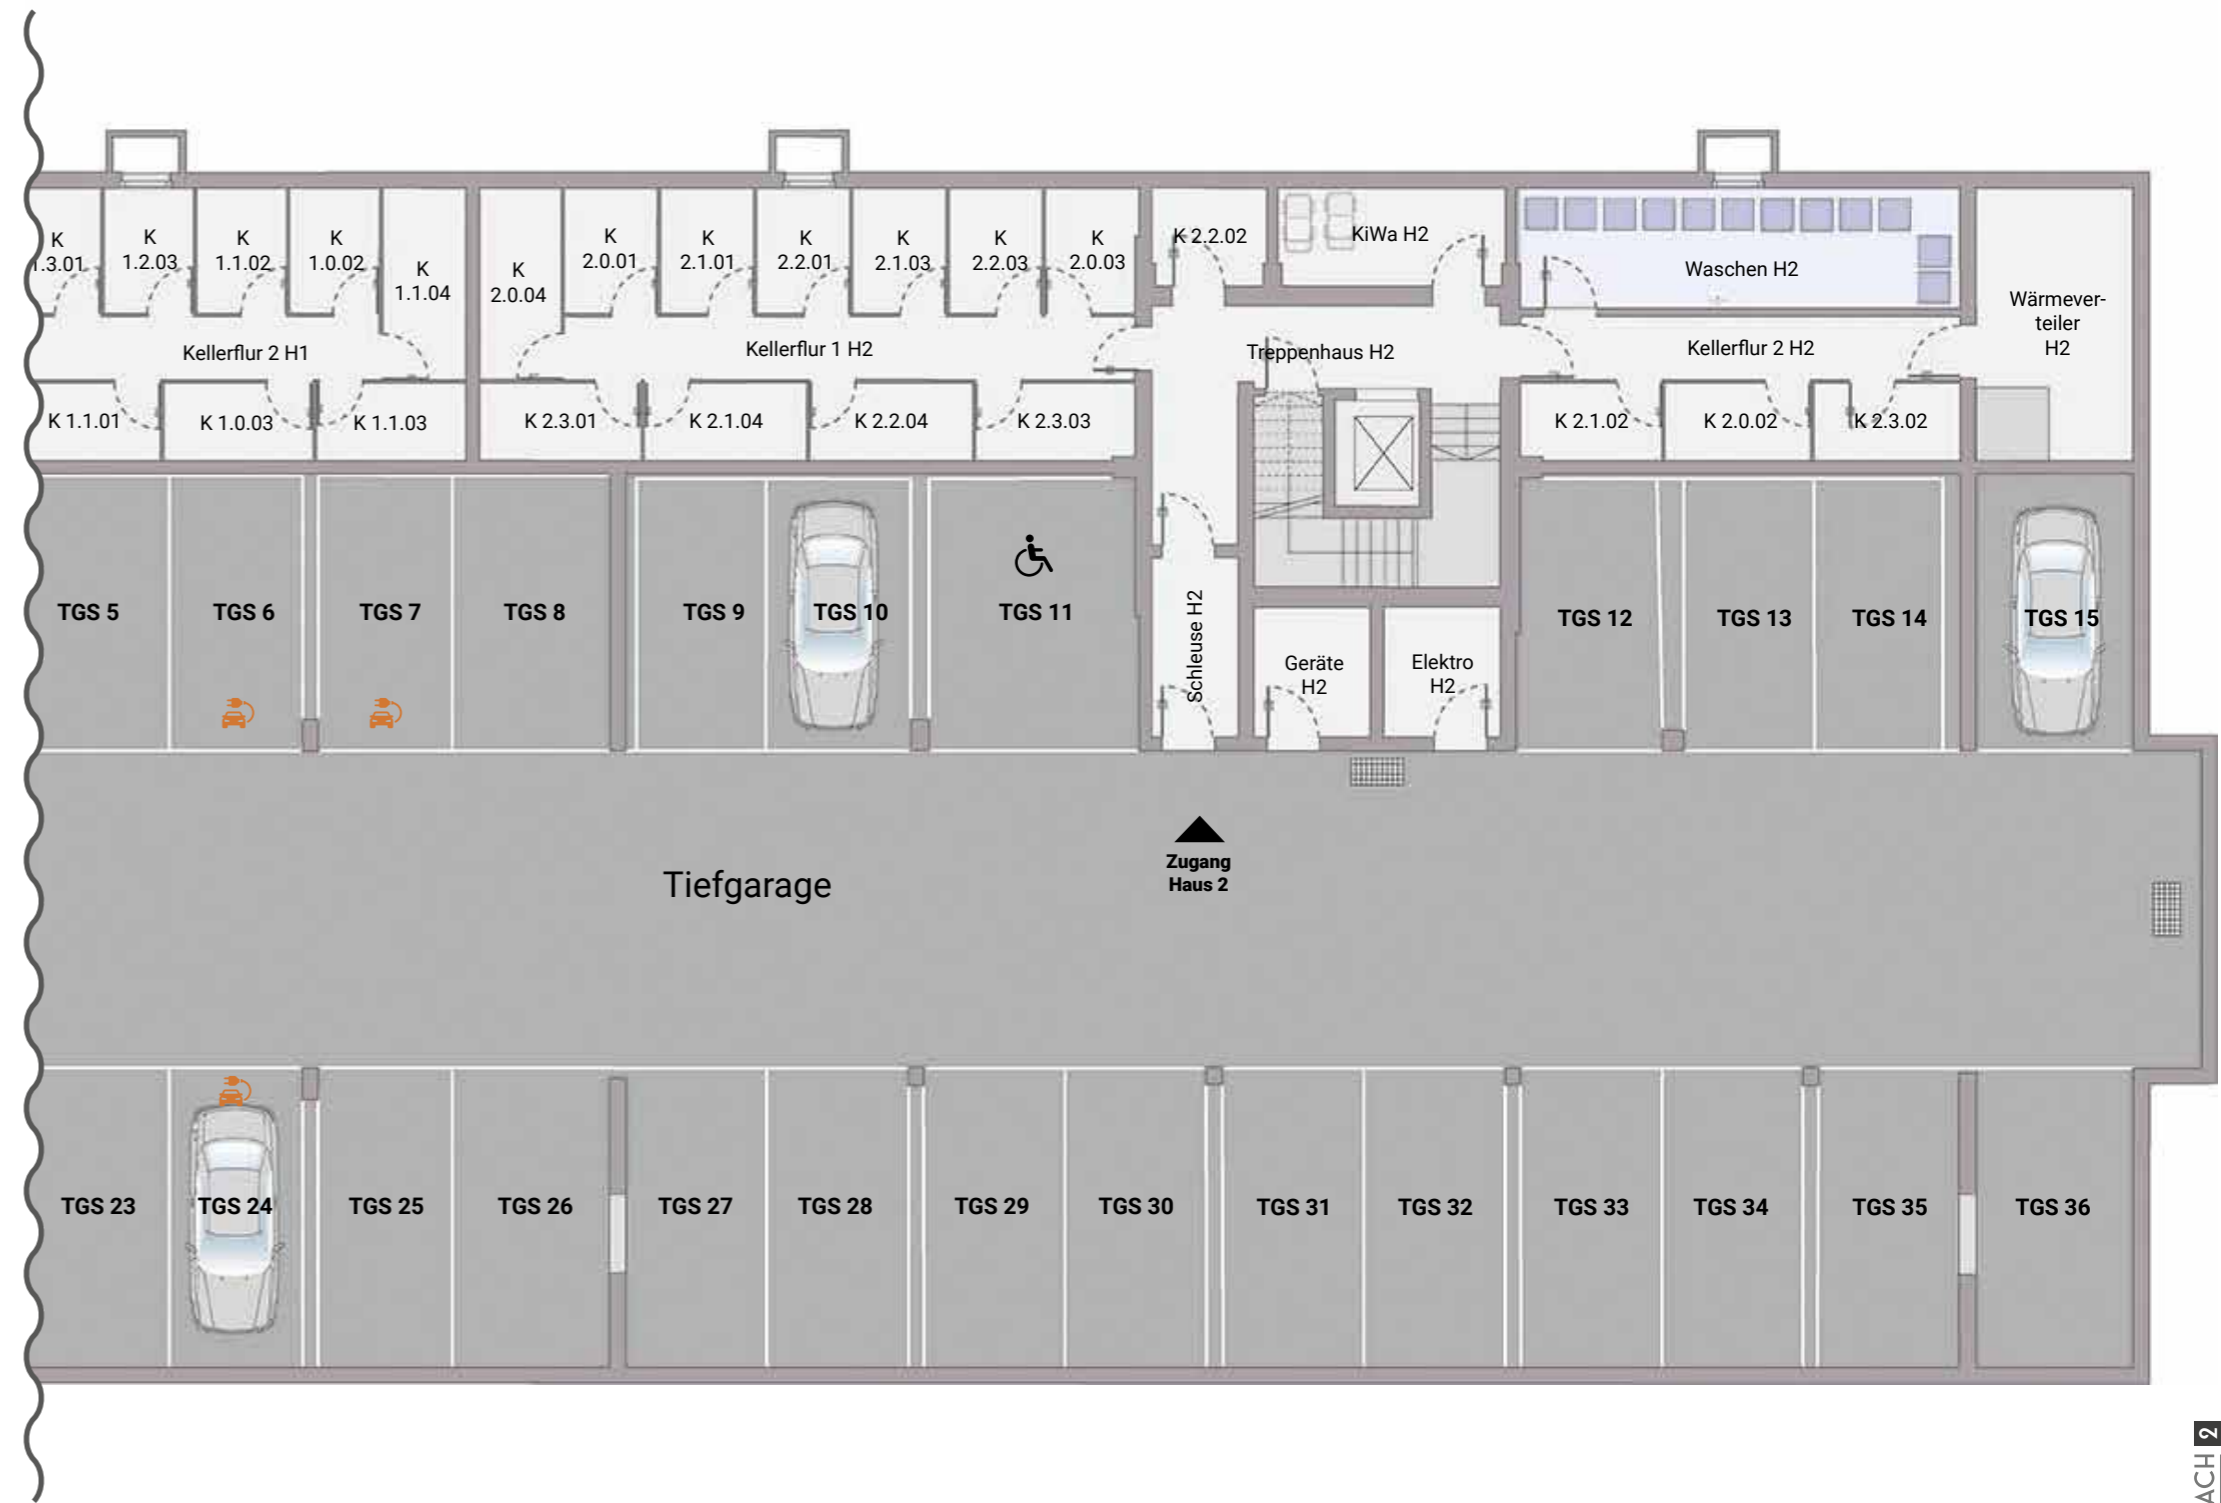 K
1.3.01
K
1.2.03
K
1.1.02
K
1.0.02
K
1.1.04
K
2.0.04
K
2.0.01
K
2.1.01
K
2.2.01
K
2.1.03
K
2.2.03
K
2.0.03
K 2.2.02
KiWa H2
Waschen H2
Wärmever-
teiler
H2
Kellerflur 2 H1
Kellerflur 1 H2
Treppenhaus H2
Kellerflur 2 H2
K 1.1.01
K 1.0.03
K 1.1.03
K 2.3.01
K 2.1.04
K 2.2.04
K 2.3.03
K 2.1.02
K 2.0.02
K 2.3.02
TGS 5
TGS 6
TGS 7
TGS 8
TGS 9
TGS 10
TGS 11
Schleuse H2
Geräte
H2
Elektro
H2
TGS 12
TGS 13
TGS 14
TGS 15
Tiefgarage
Zugang
Haus 2
TGS 23
TGS 24
TGS 25
TGS 26
TGS 27
TGS 28
TGS 29
TGS 30
TGS 31
TGS 32
TGS 33
TGS 34
TGS 35
TGS 36
ACH 2